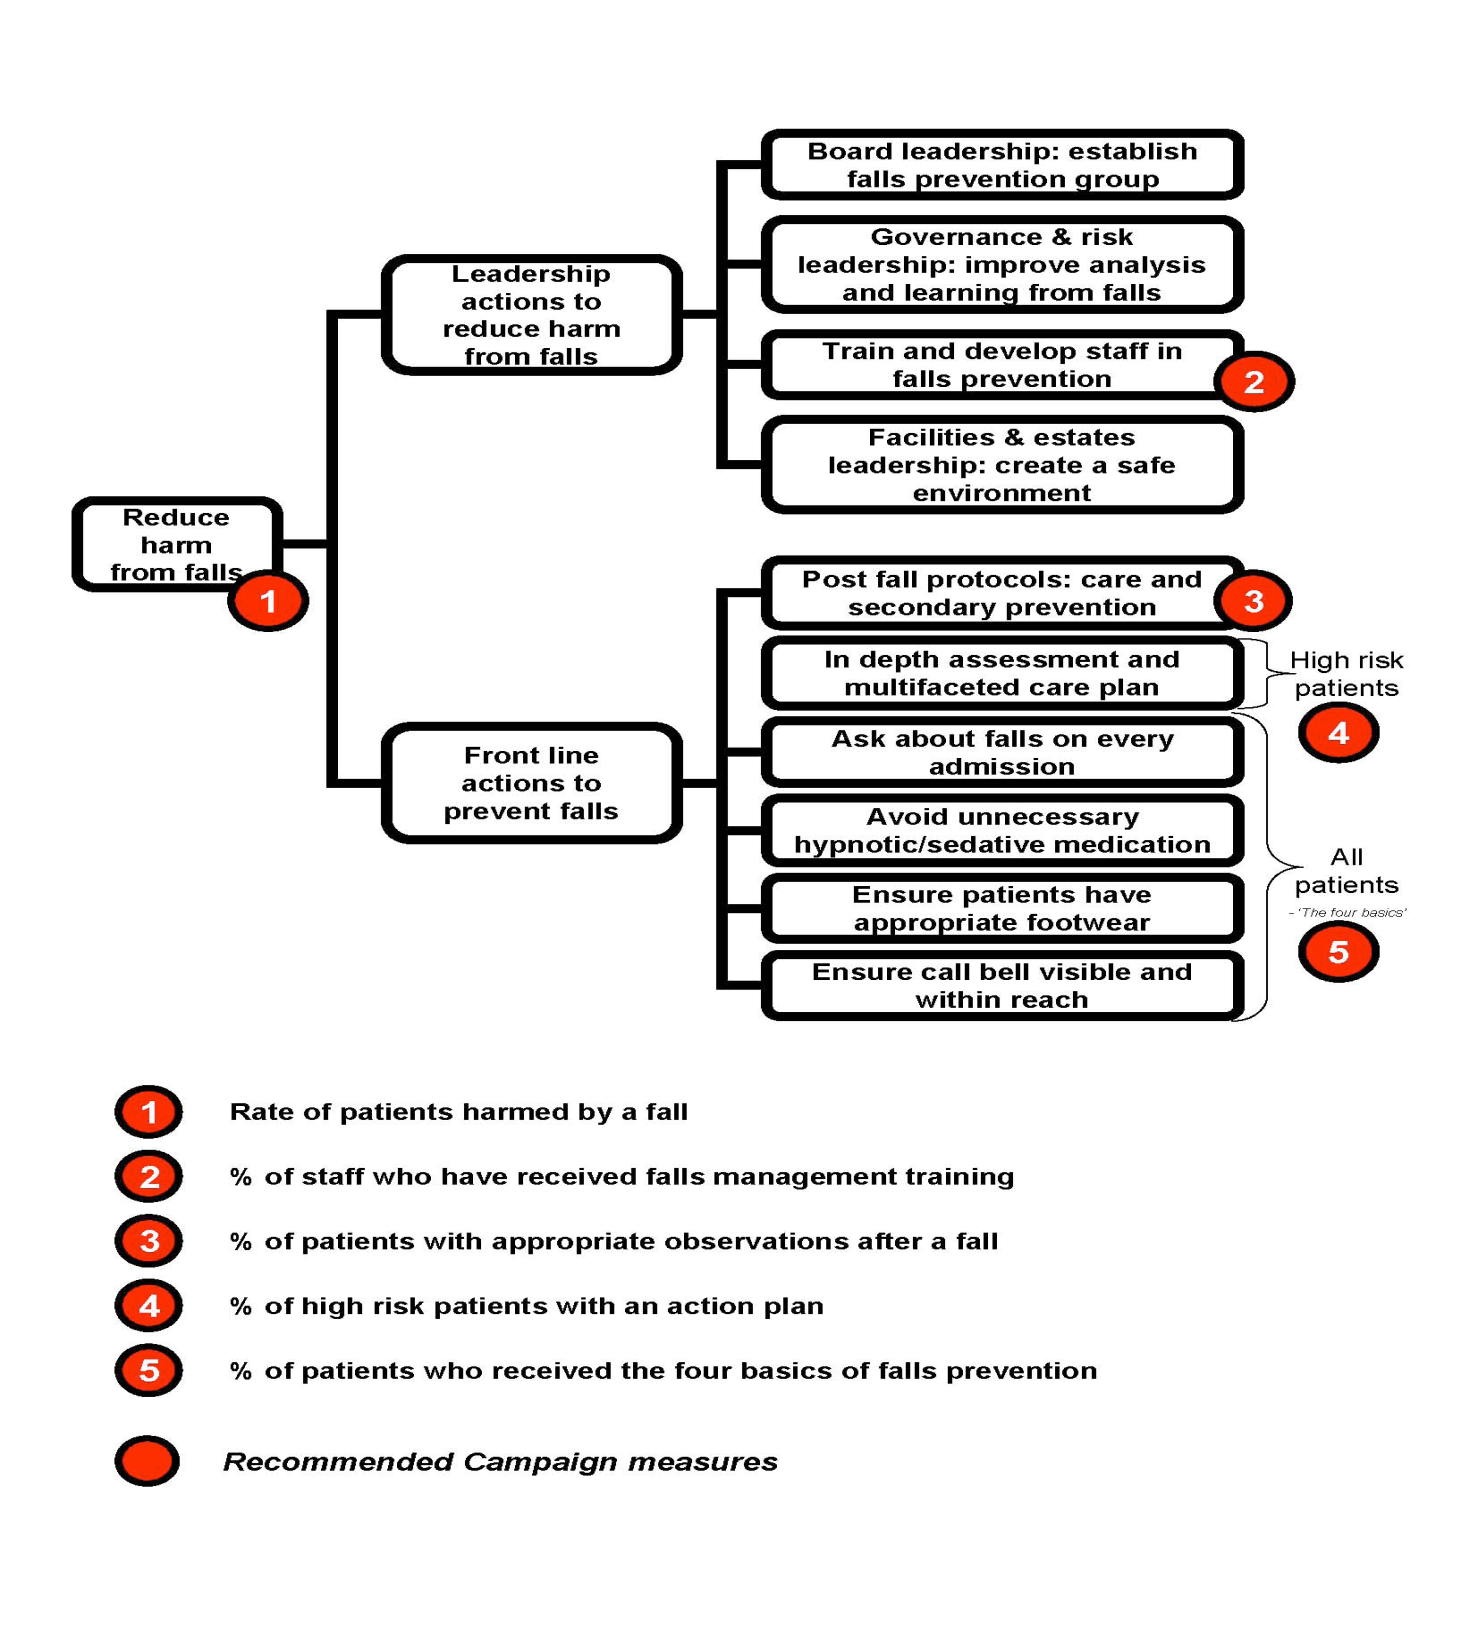 Board leadership: establish
falls prevention group
Governance & risk
leadership: improve analysis
and learning from falls
Leadership
actions to
reduce harm
from falls
Train and develop staff in
falls prevention
2
Facilities & estates
leadership: create a safe
environment
Reduce
harm
from falls
1
Post fall protocols: care and
secondary prevention
3
In depth assessment and
multifaceted care plan
High risk
patients
4
Front line
actions to
prevent falls
Ask about falls on every
admission
Avoid unnecessary
hypnotic/sedative medication
Ensure patients have
appropriate footwear
Ensure call bell visible and
within reach
All
patients
- ‘The four basics’
5
1 Rate of patients harmed by a fall
2 % of staff who have received falls management training
3 % of patients with appropriate observations after a fall
4 % of high risk patients with an action plan
5 % of patients who received the four basics of falls prevention
Recommended Campaign measures